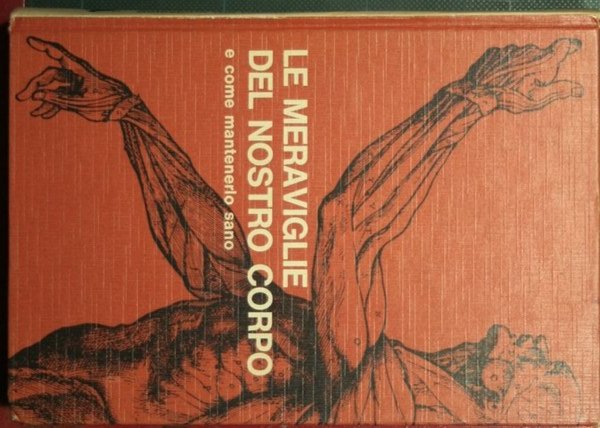 LE MERAVIGLIE
DEL NOSTRO CORPO
e come mantenerlo sano